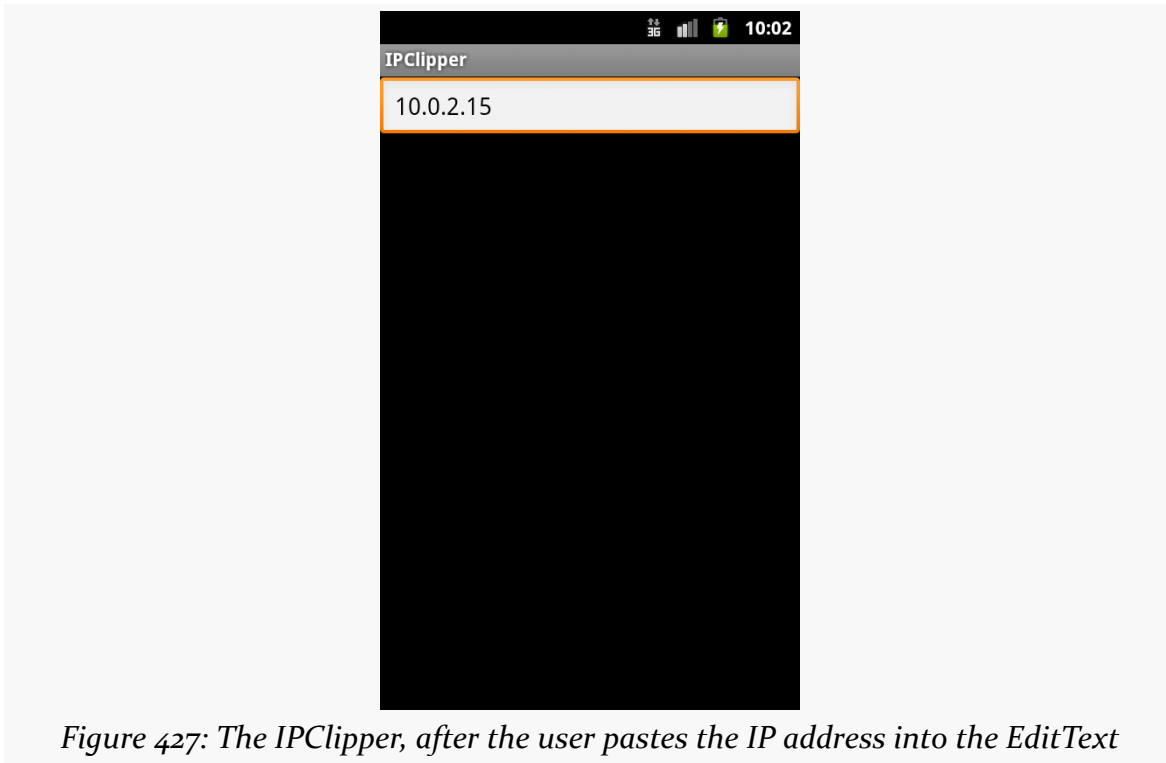 3G 10:02
IPClipper
10.0.2.15
Figure 427: The IPClipper, after the user pastes the IP address into the EditText